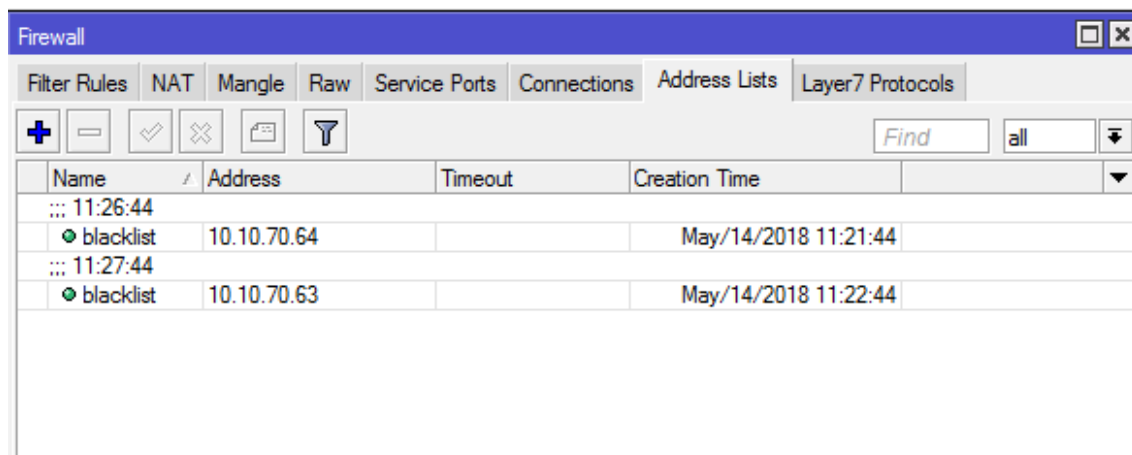 Firewall
Filter Rules NAT Mangle Raw Service Ports Connections Address Lists Layer7 Protocols
Find all
Name Address Timeout Creation Time
;;; 11:26:44
blacklist 10.10.70.64 May/14/2018 11:21:44
;;; 11:27:44
blacklist 10.10.70.63 May/14/2018 11:22:44